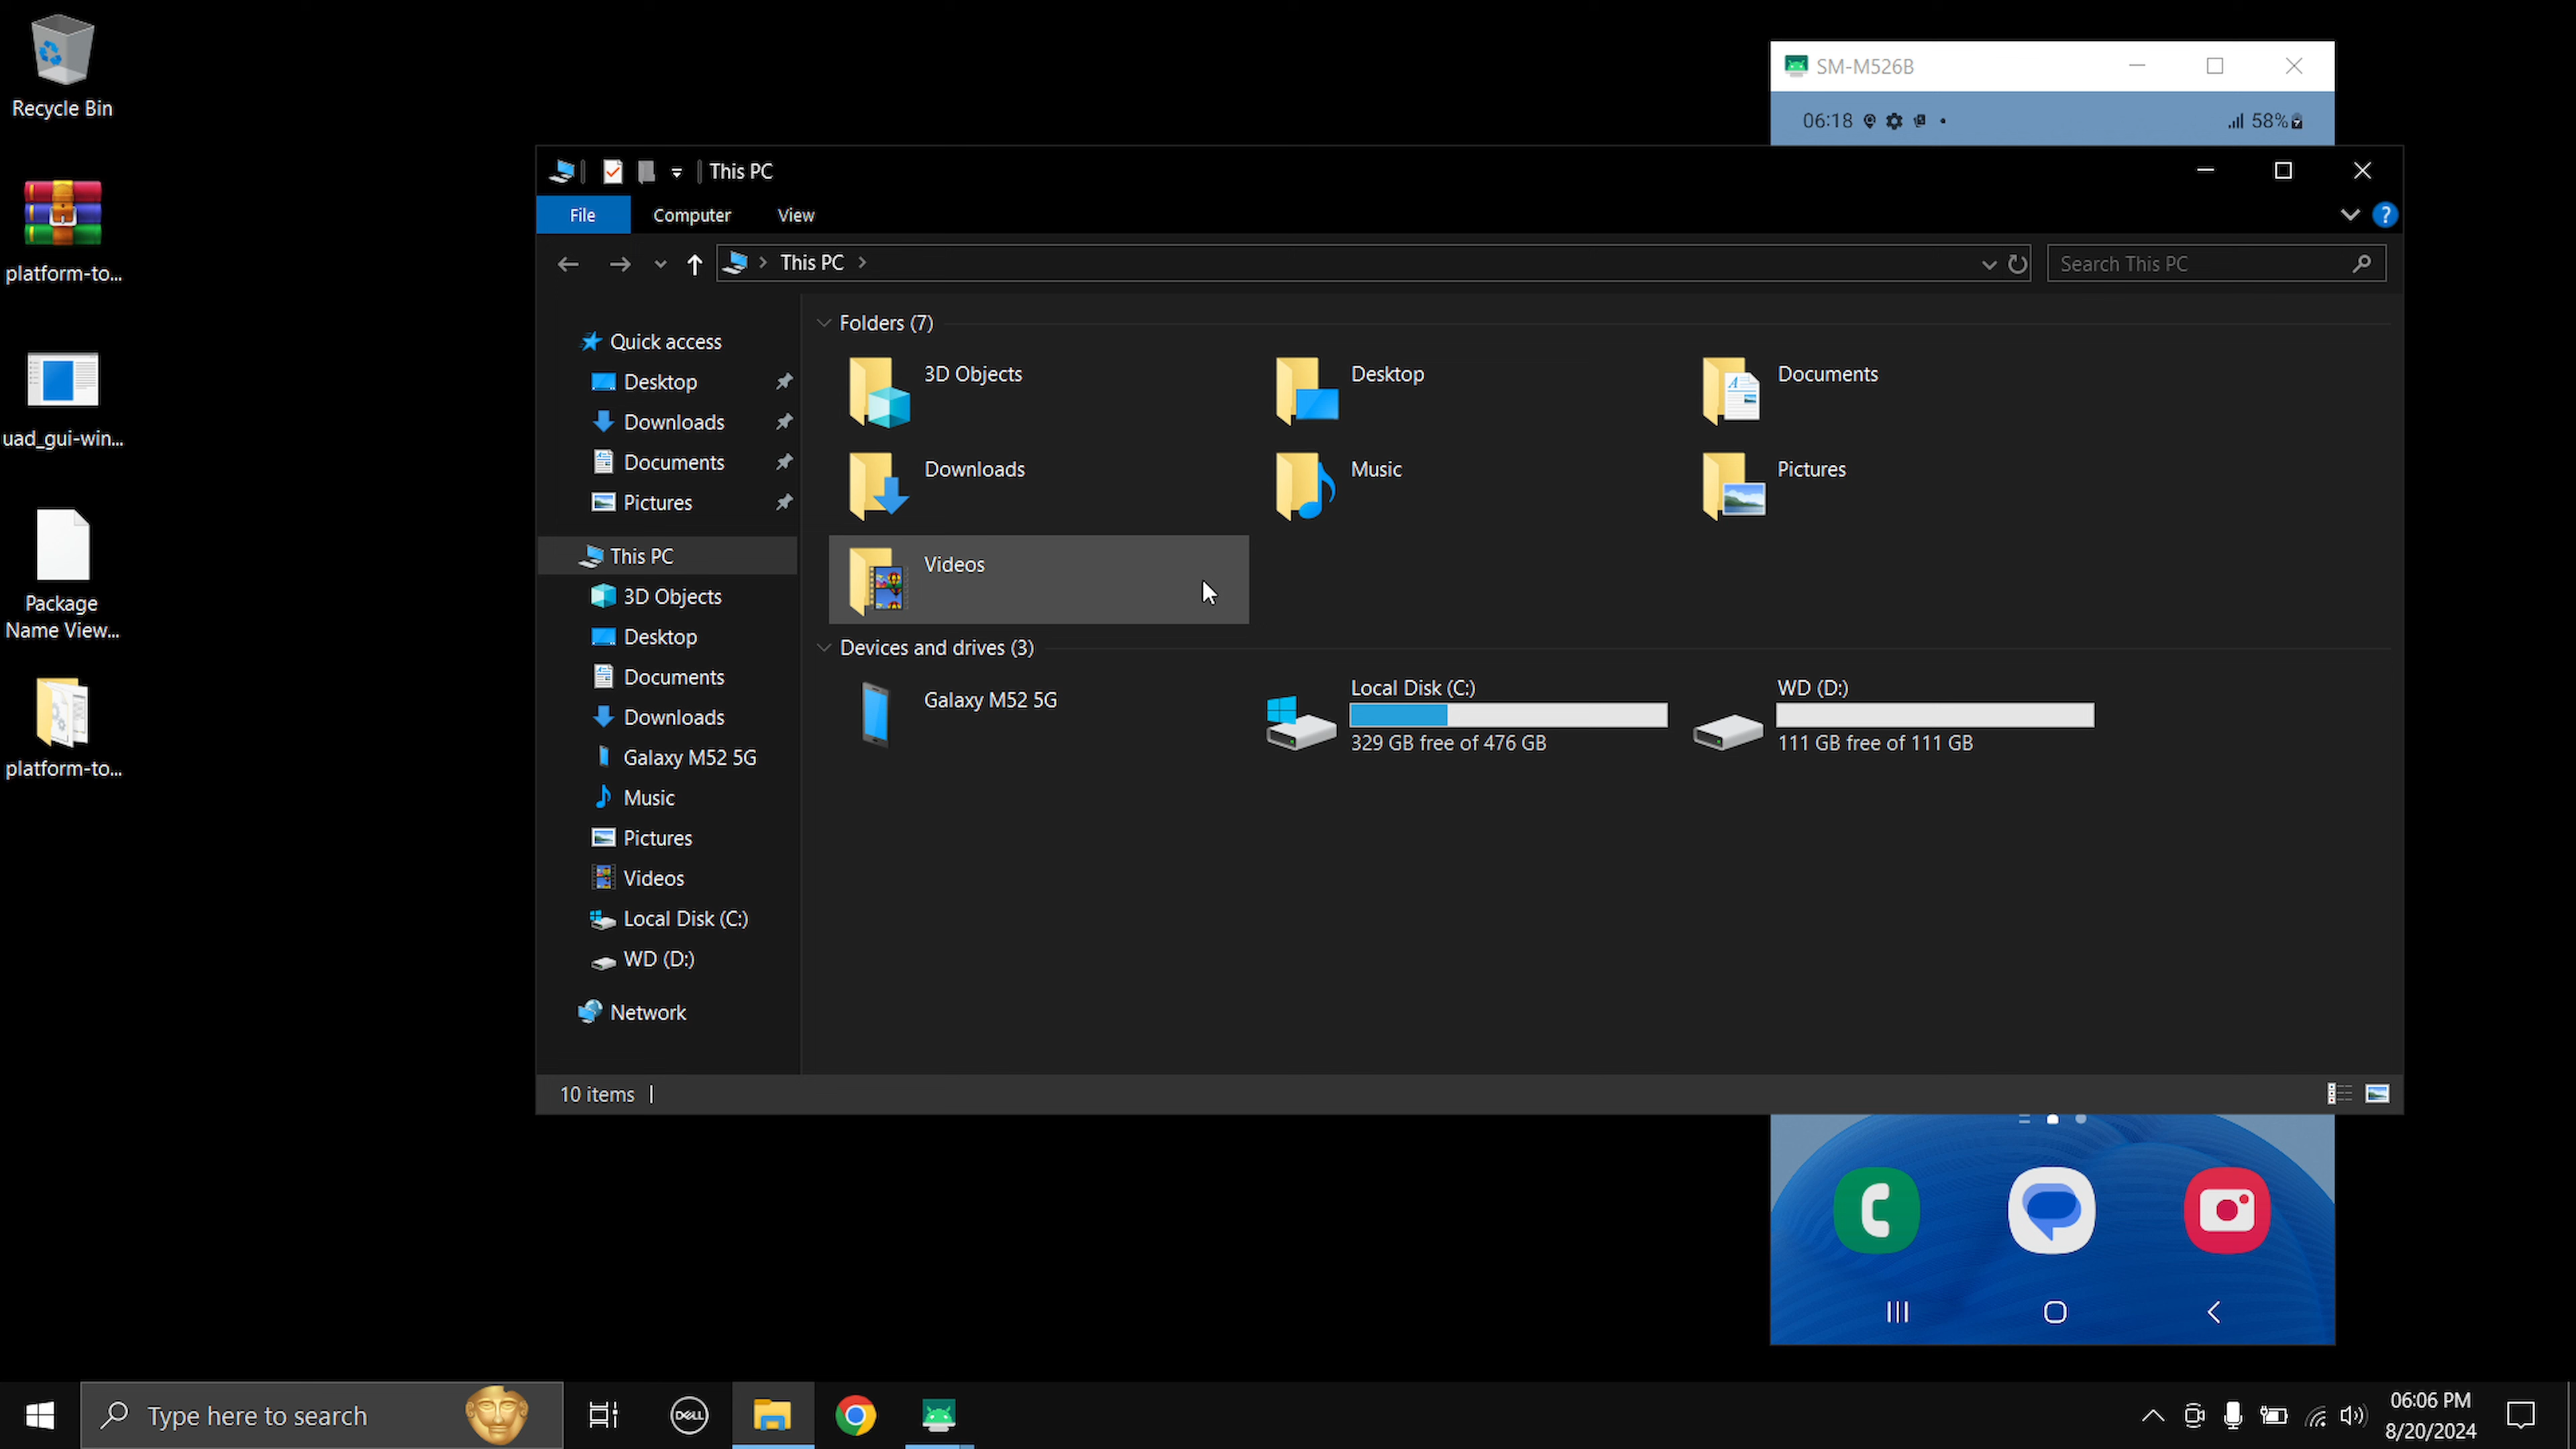 Recycle Bin
platform-to...
uad_gui-win...
Package
Name View...
platform-to...
SM-M526B
06:18
58%
This PC
File
Computer
View
This PC
Search This PC
Quick access
Desktop
Downloads
Documents
Pictures
This PC
3D Objects
Desktop
Documents
Downloads
Galaxy M52 5G
Music
Pictures
Videos
Local Disk (C:)
WD (D:)
Network
Folders (7)
3D Objects
Desktop
Documents
Downloads
Music
Pictures
Videos
Devices and drives (3)
Galaxy M52 5G
Local Disk (C:)
329 GB free of 476 GB
WD (D:)
111 GB free of 111 GB
10 items
Type here to search
DELL
06:06 PM
8/20/2024